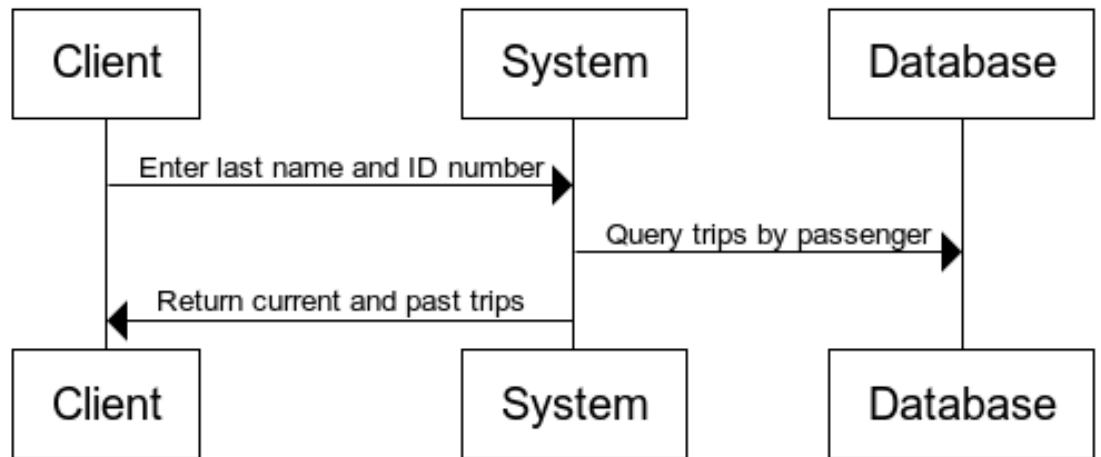 Client
System
Database
Enter last name and ID number
Query trips by passenger
Return current and past trips
Client
System
Database